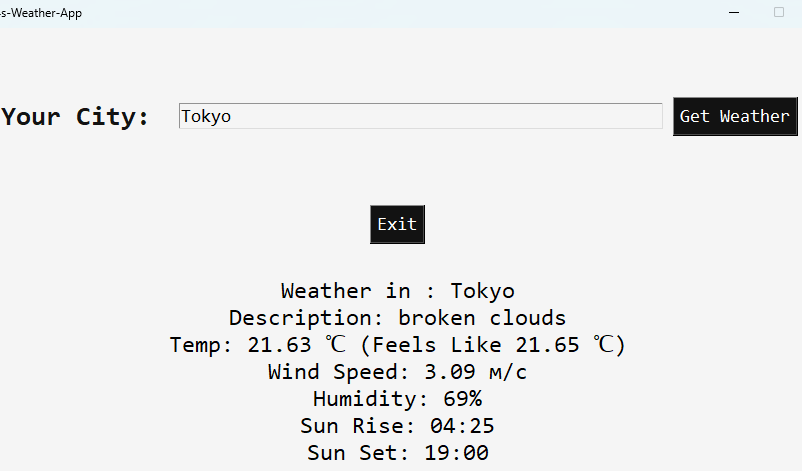 s-Weather-App
Your City: Tokyo Get Weather
Exit
Weather in : Tokyo
Description: broken clouds
Temp: 21.63 ℃ (Feels Like 21.65 ℃)
Wind Speed: 3.09 м/с
Humidity: 69%
Sun Rise: 04:25
Sun Set: 19:00